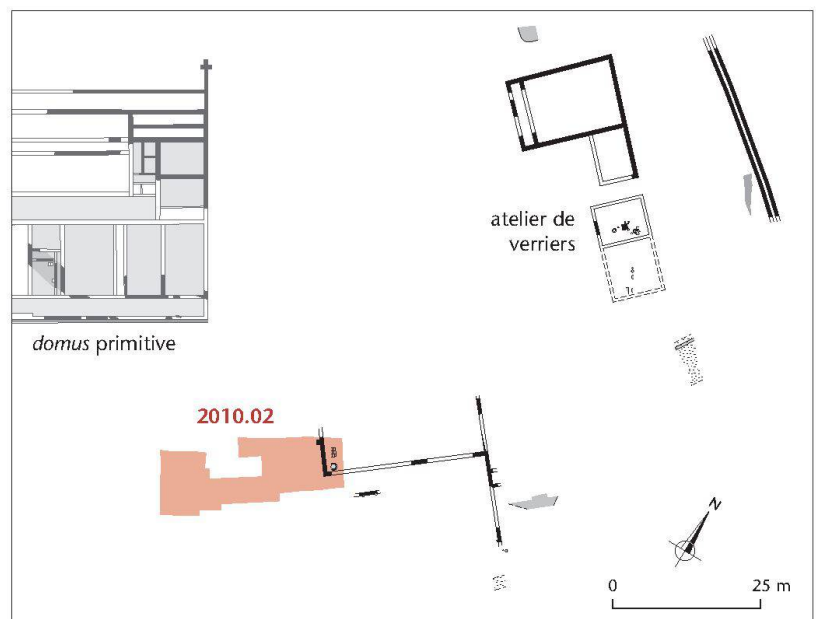 atelier de
verriers
domus primitive
2010.02
N
0 25 m